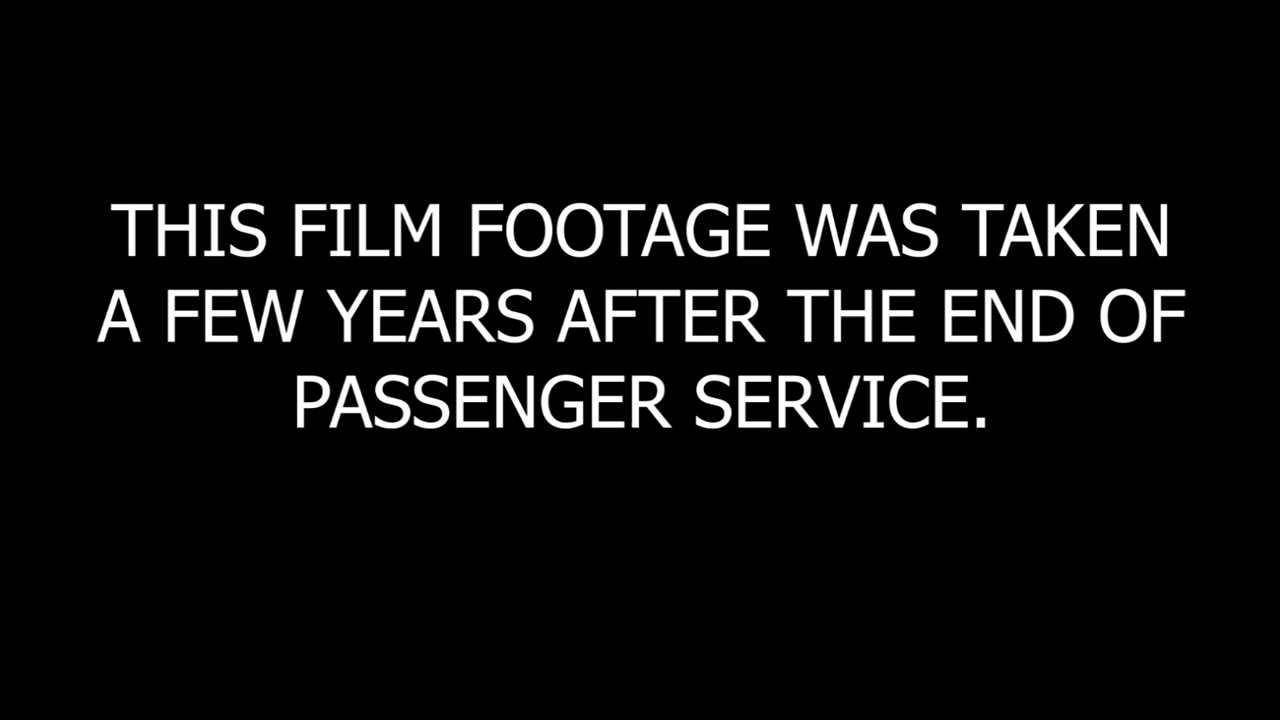 THIS FILM FOOTAGE WAS TAKEN
A FEW YEARS AFTER THE END OF
PASSENGER SERVICE.